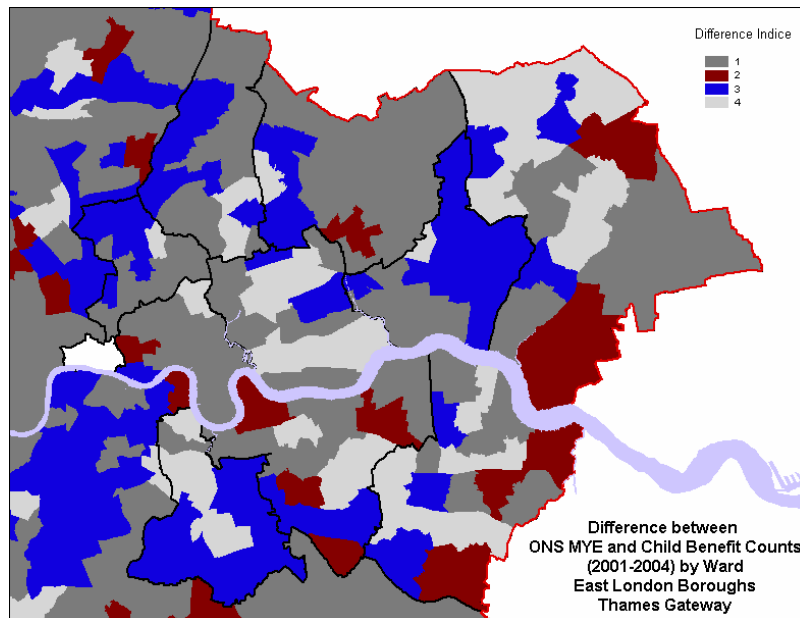 Difference Indice
1
2
3
4
Difference between
ONS MYE and Child Benefit Counts
(2001-2004) by Ward
East London Boroughs
Thames Gateway